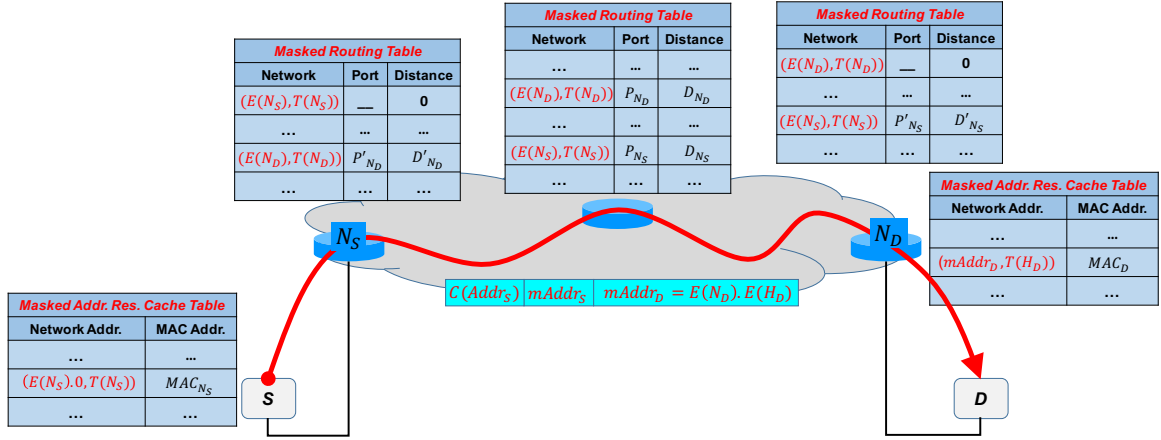 Masked Routing Table
Network Port Distance
(E(N_S),T(N_S)) __ 0
... ... ...
(E(N_D),T(N_D)) P'_{N_D} D'_{N_D}
... ... ...
Masked Routing Table
Network Port Distance
... ... ...
(E(N_D),T(N_D)) P_{N_D} D_{N_D}
... ... ...
(E(N_S),T(N_S)) P_{N_S} D_{N_S}
... ... ...
Masked Routing Table
Network Port Distance
(E(N_D),T(N_D)) __ 0
... ... ...
(E(N_S),T(N_S)) P'_{N_S} D'_{N_S}
... ... ...
Masked Addr. Res. Cache Table
Network Addr. MAC Addr.
... ...
(mAddr_D,T(H_D)) MAC_D
... ...
N_S
N_D
C(Addr_S) mAddr_S mAddr_D = E(N_D).E(H_D)
Masked Addr. Res. Cache Table
Network Addr. MAC Addr.
... ...
(E(N_S).0,T(N_S)) MAC_{N_S}
... ...
S
D